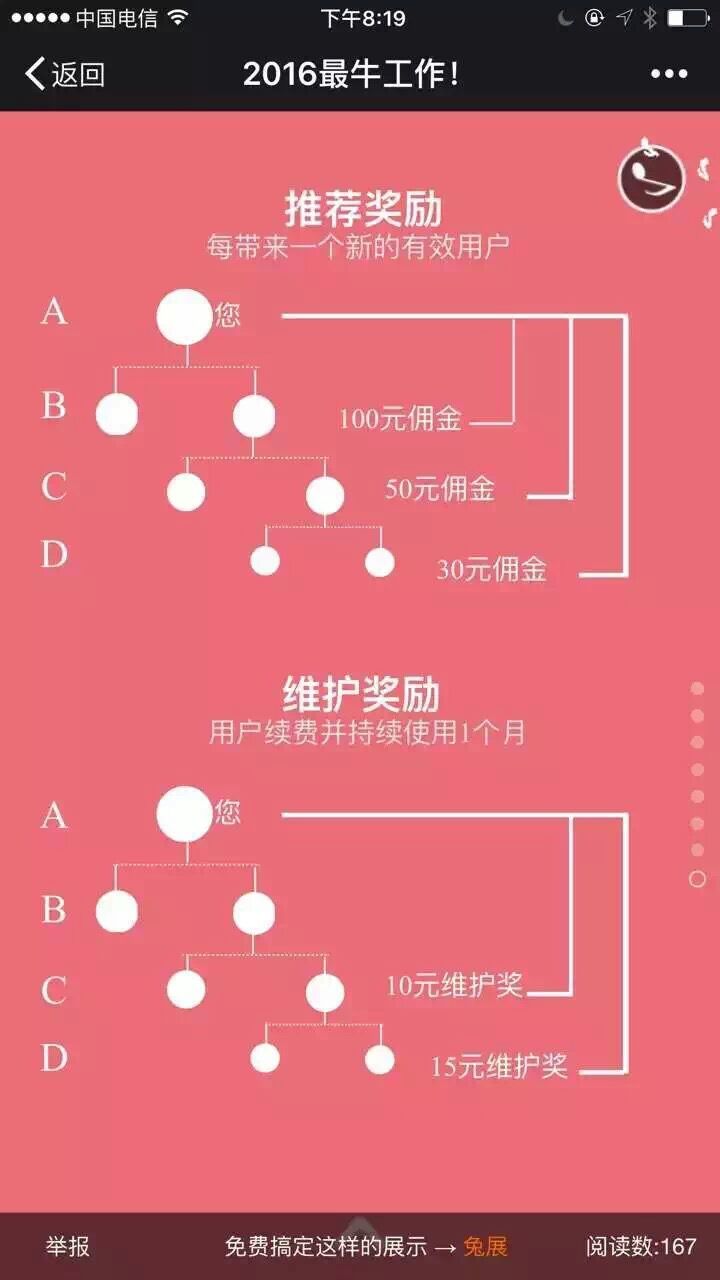 中国电信
下午8:19
返回
2016最牛工作！
推荐奖励
每带来一个新的有效用户
A
您
B
100元佣金
C
50元佣金
D
30元佣金
维护奖励
用户续费并持续使用1个月
A
您
B
C
10元维护奖
D
15元维护奖
举报
免费搞定这样的展示 → 兔展
阅读数:167